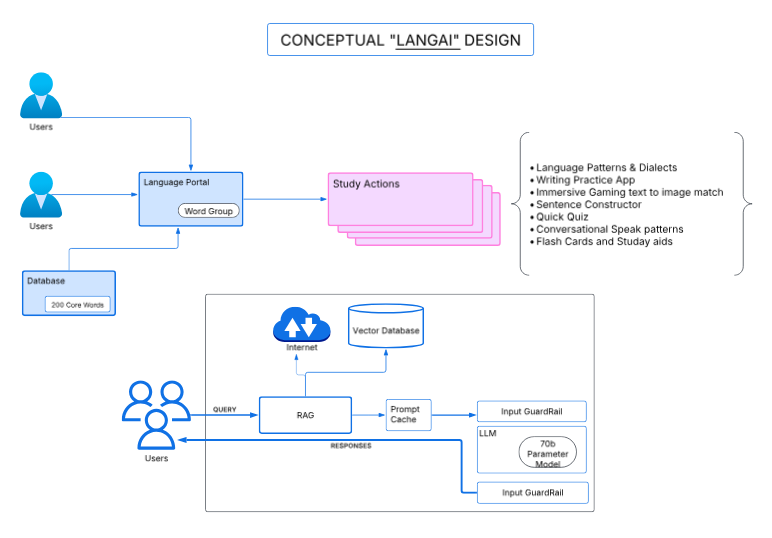 CONCEPTUAL "LANGAI" DESIGN
Users
Language Portal
Word Group
Study Actions
• Language Patterns & Dialects
• Writing Practice App
• Immersive Gaming text to image match
• Sentence Constructor
• Quick Quiz
• Conversational Speak patterns
• Flash Cards and Studay aids
Users
Database
200 Core Words
Internet
Vector Database
QUERY
RAG
Prompt
Cache
Input GuardRail
LLM
70b
Parameter
Model
RESPONSES
Users
Input GuardRail